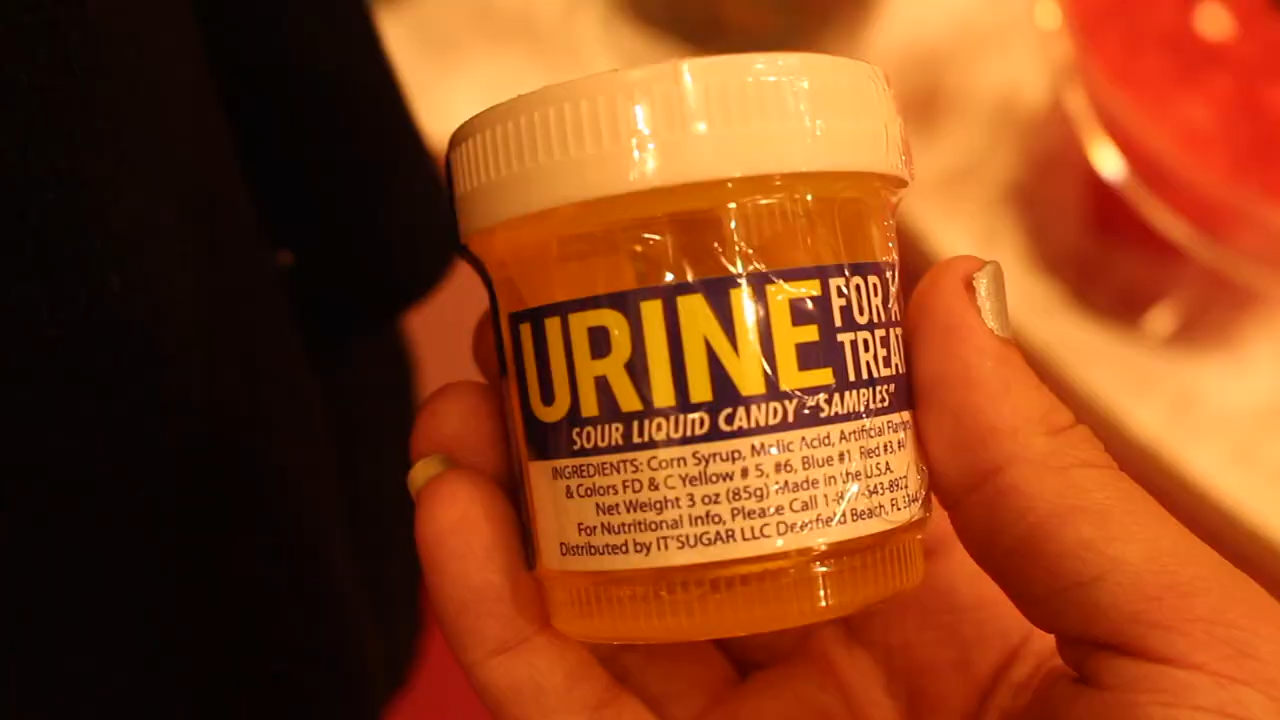 URINE FOR A
TREAT
SOUR LIQUID CANDY "SAMPLES"
INGREDIENTS: Corn Syrup, Malic Acid, Artificial Flavors
& Colors FD & C Yellow # 5, #6, Blue #1, Red #3,
Net Weight 3 oz (85g) Made in the U.S.A.
For Nutritional Info, Please Call
Distributed by IT'SUGAR LLC Deerfield Beach, FL